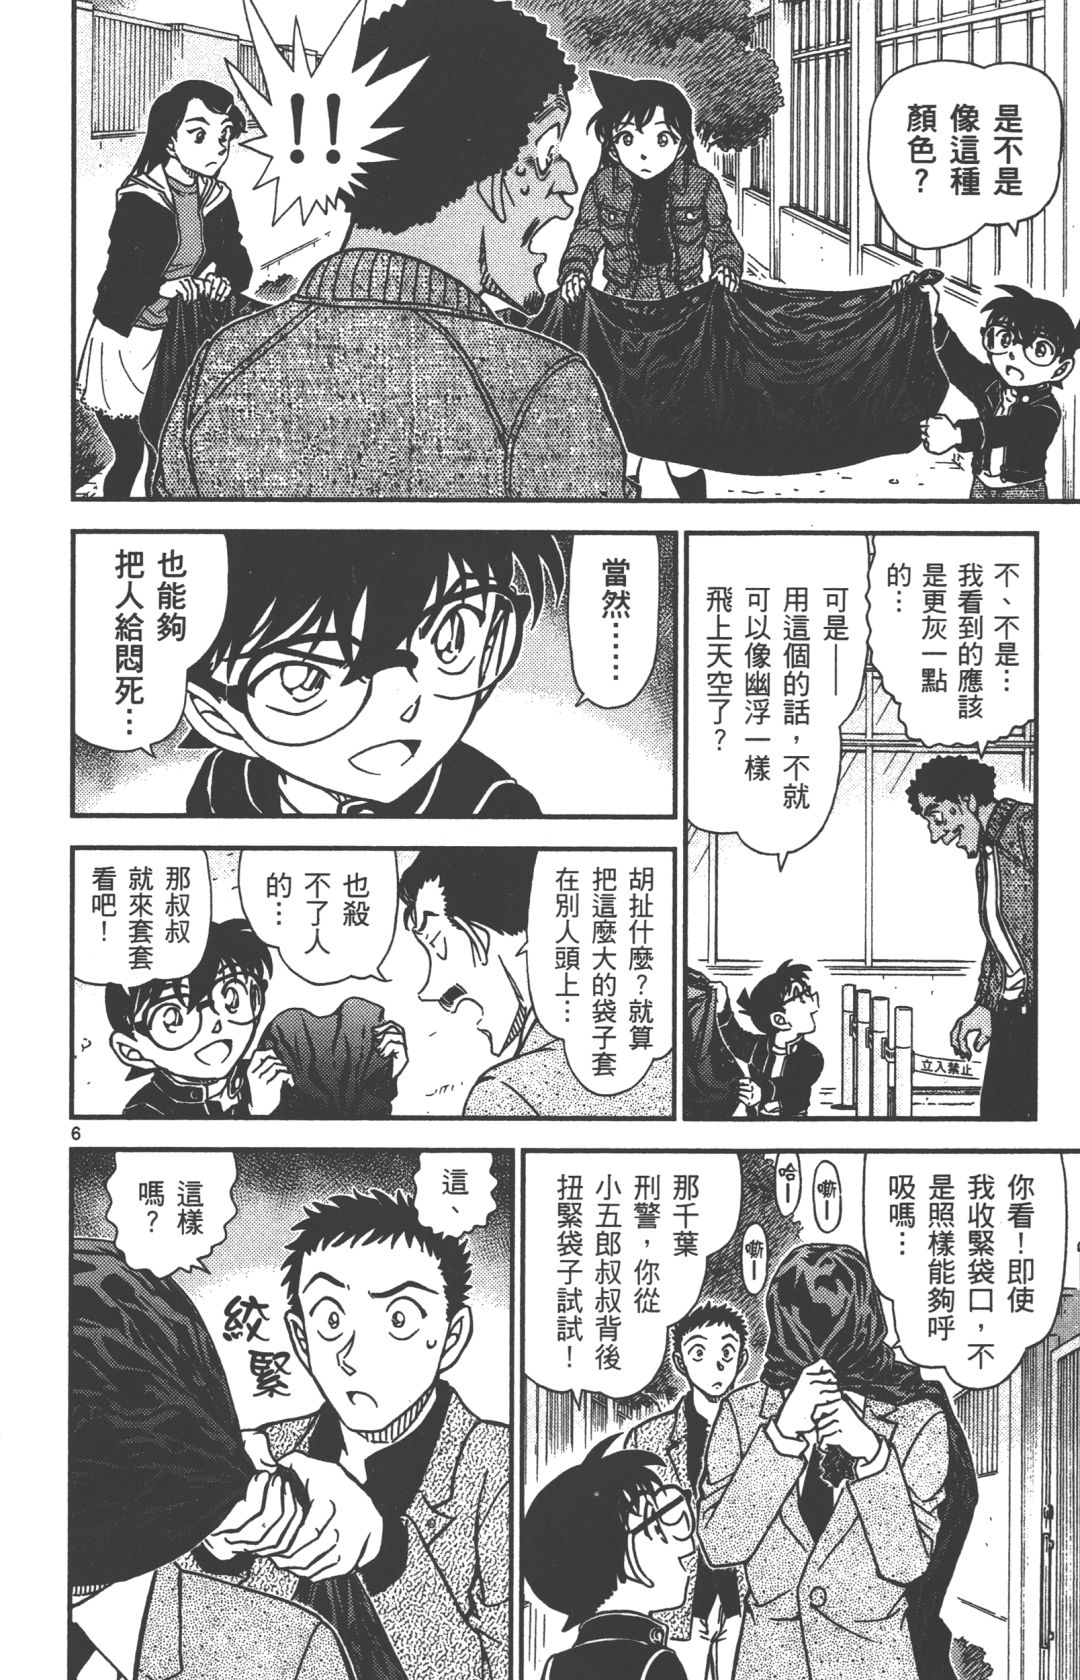 是不是
像這種
顏色？
!!
不、不是…
我看到的應該
是更灰一點
的…
可是——
用這個的話，不就
可以像幽浮一樣
飛上天空了？
立入禁止
當然……
也能夠
把人給悶死…
胡扯什麼？就算
把這麼大的袋子套
在別人頭上…
也殺
不了人
的…
那叔叔
就來套套
看吧！
6
你看！即使
我收緊袋口，不
是照樣能夠呼
吸嗎…
嘶—
哈—
嘶—
那千葉
刑警，你從
小五郎叔叔背後
扭緊袋子試試！
這、
這樣
嗎？
絞緊